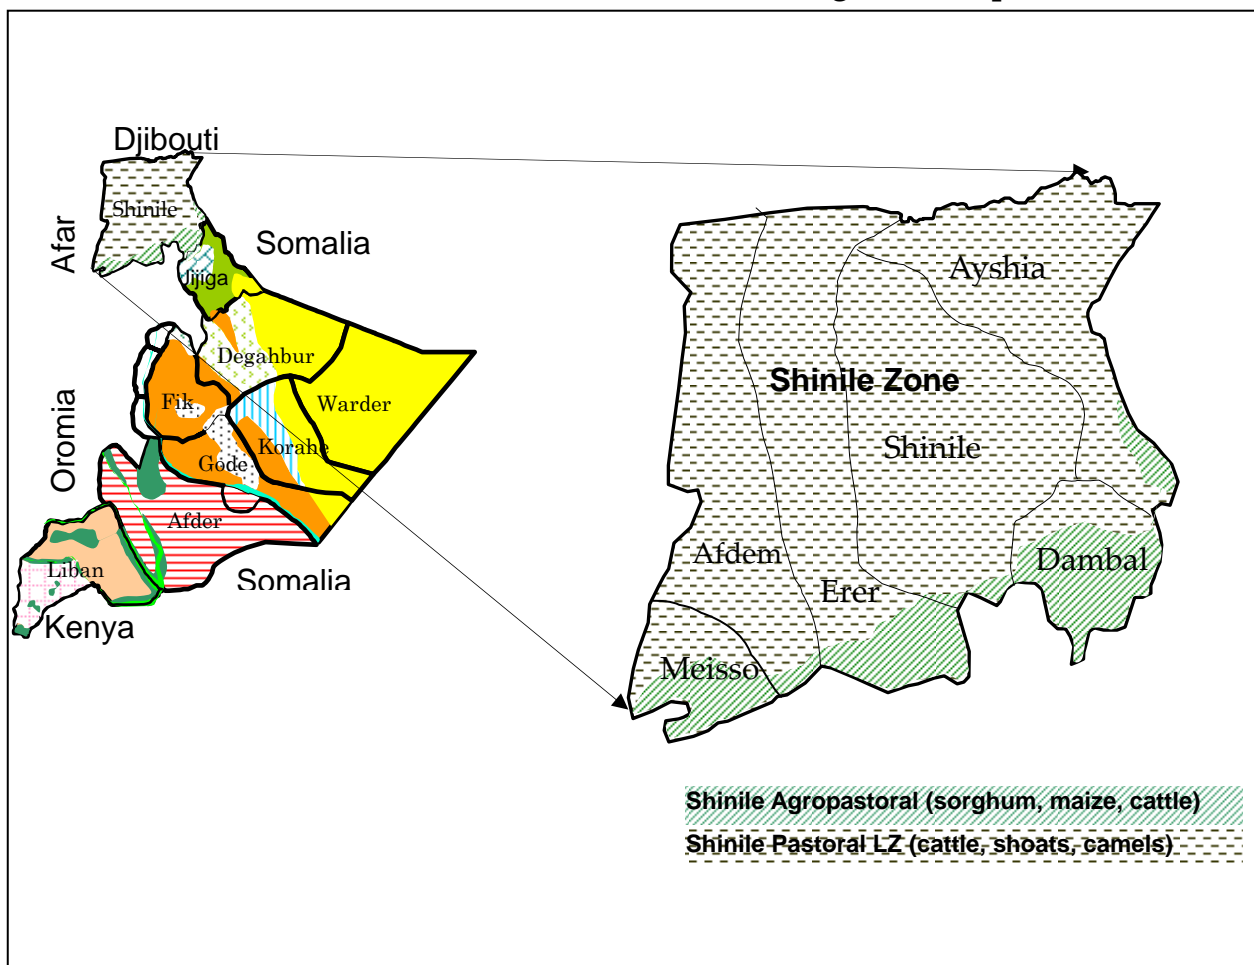 Djibouti
Shinile
Afar
Somalia
Jijiga
Degahbur
Fik
Warder
Oromia
Korahe
Gode
Afder
Liban
Somalia
Kenya
Ayshia
Shinile Zone
Shinile
Afdem
Erer
Dambal
Meisso
Shinile Agropastoral (sorghum, maize, cattle)
Shinile Pastoral LZ (cattle, shoats, camels)